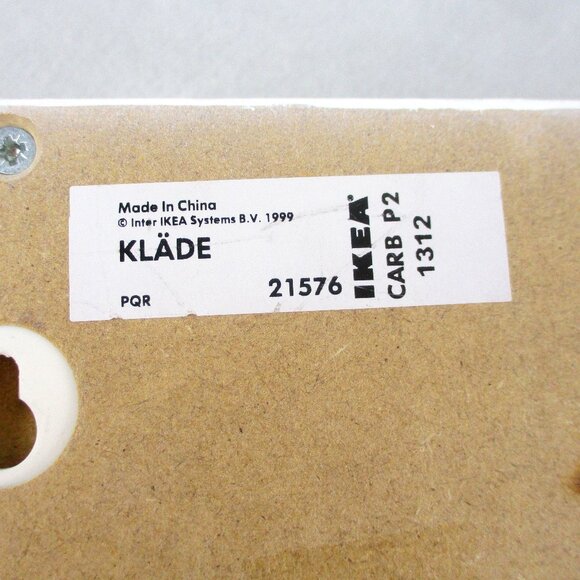 Made In China
© Inter IKEA Systems B.V. 1999
KLÄDE
PQR
21576
IKEA
CARB P2
1312